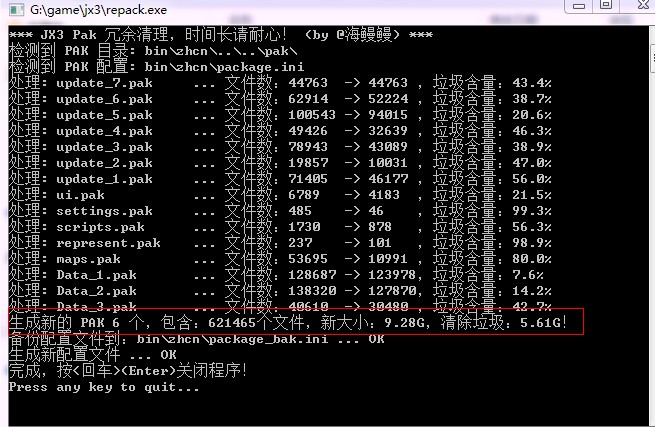 G:\game\jx3\repack.exe
*** JX3 Pak 冗余清理，时间长请耐心! (by @海鳗鳗) ***
检测到 PAK 目录: bin\zhcn\..\..\pak\
检测到 PAK 配置: bin\zhcn\package.ini
处理: update_7.pak ... 文件数: 44763 -> 44763 , 垃圾含量: 43.4%
处理: update_6.pak ... 文件数: 62914 -> 52224 , 垃圾含量: 38.7%
处理: update_5.pak ... 文件数: 100543 -> 94015 , 垃圾含量: 20.6%
处理: update_4.pak ... 文件数: 49426 -> 32639 , 垃圾含量: 46.3%
处理: update_3.pak ... 文件数: 78943 -> 43089 , 垃圾含量: 38.9%
处理: update_2.pak ... 文件数: 19857 -> 10031 , 垃圾含量: 47.0%
处理: update_1.pak ... 文件数: 71405 -> 46177 , 垃圾含量: 56.0%
处理: ui.pak ... 文件数: 6789 -> 4183 , 垃圾含量: 21.5%
处理: settings.pak ... 文件数: 485 -> 46 , 垃圾含量: 99.3%
处理: scripts.pak ... 文件数: 1730 -> 878 , 垃圾含量: 56.3%
处理: represent.pak ... 文件数: 237 -> 101 , 垃圾含量: 98.9%
处理: maps.pak ... 文件数: 53695 -> 10991 , 垃圾含量: 80.0%
处理: Data_1.pak ... 文件数: 128687 -> 123978, 垃圾含量: 7.6%
处理: Data_2.pak ... 文件数: 138320 -> 127870, 垃圾含量: 14.2%
处理: Data_3.pak ... 文件数: 40610 -> 30480 , 垃圾含量: 42.7%
生成新的 PAK 6 个, 包含: 621465个文件, 新大小: 9.28G, 清除垃圾: 5.61G!
备份配置文件到: bin\zhcn\package_bak.ini ... OK
生成新配置文件 ... OK
完成, 按<回车>(Enter)关闭程序!
Press any key to quit...